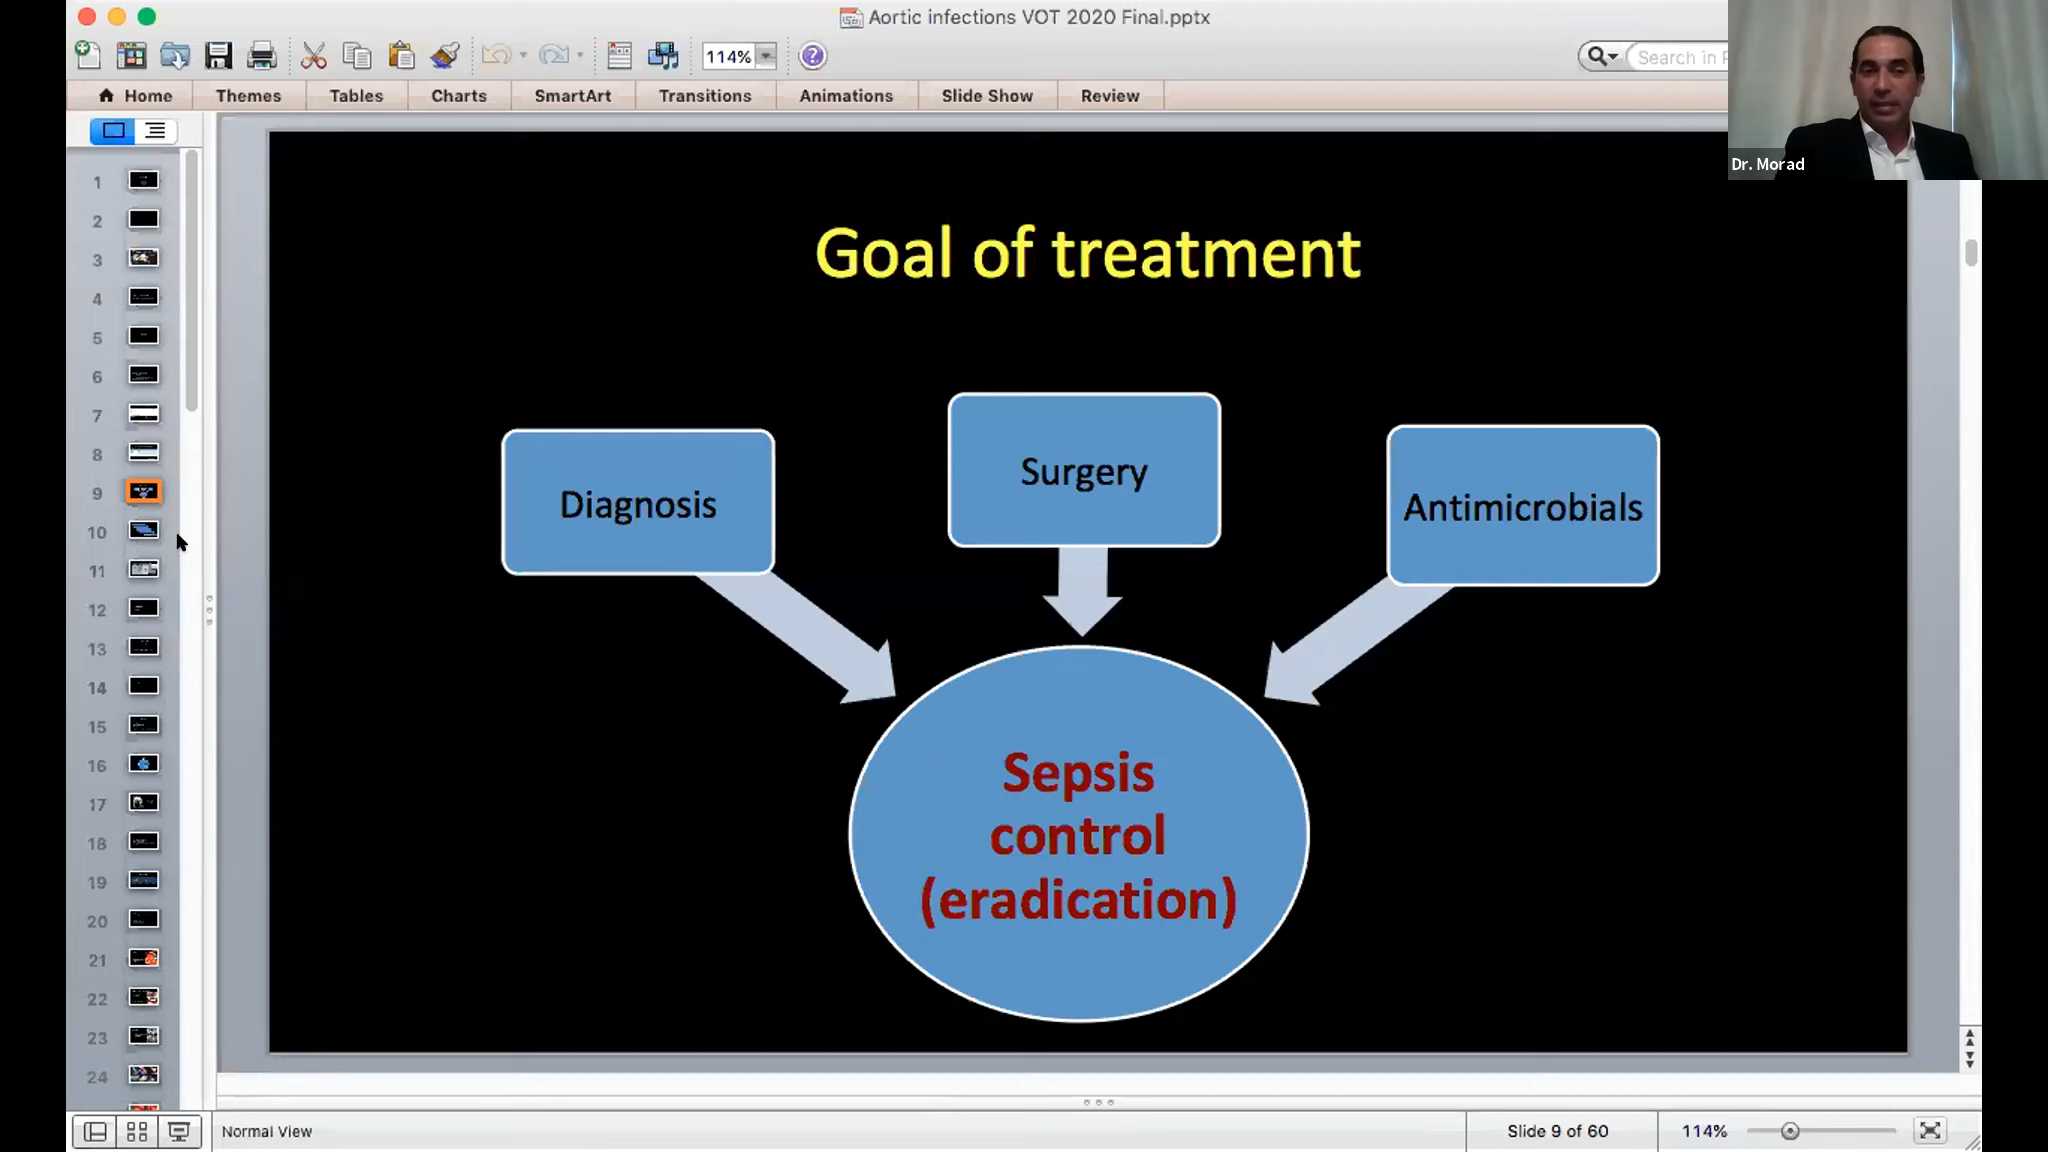 Aortic infections VOT 2020 Final.pptx
114%
Search in
Home Themes Tables Charts SmartArt Transitions Animations Slide Show Review
Dr. Morad
1
2
3
4
5
6
7
8
9
10
11
12
13
14
15
16
17
18
19
20
21
22
23
24
Goal of treatment
Diagnosis
Surgery
Antimicrobials
Sepsis
control
(eradication)
Normal View
Slide 9 of 60
114%